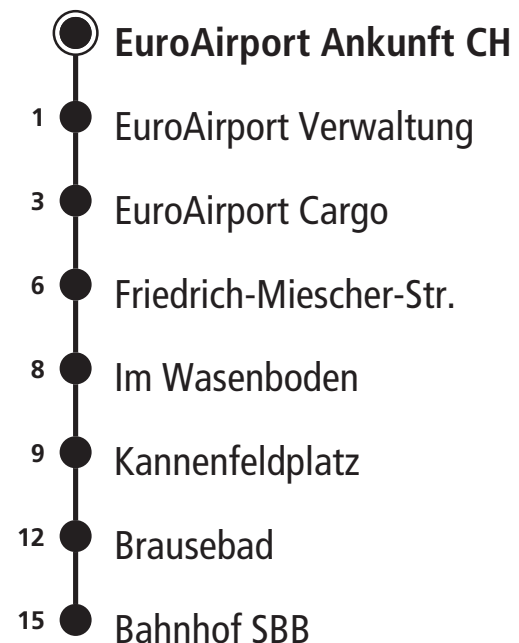 EuroAirport Ankunft CH
1 EuroAirport Verwaltung
3 EuroAirport Cargo
6 Friedrich-Miescher-Str.
8 Im Wasenboden
9 Kannenfeldplatz
12 Brausebad
15 Bahnhof SBB